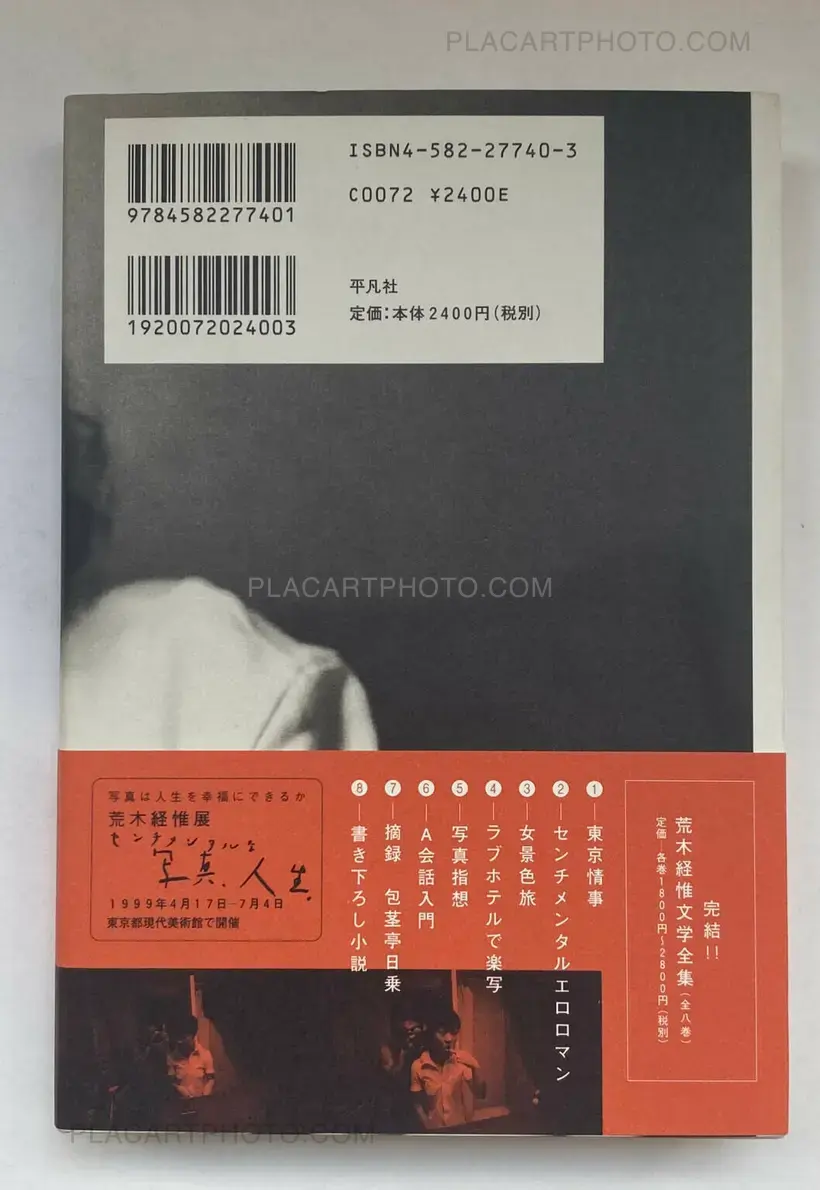 PLACARTPHOTO.COM
ISBN4-582-27740-3
9784582277401
C0072 ¥2400E
1920072024003
平凡社
定価:本体2400円(税別)
PLACARTPHOTO.COM
完結!!
荒木経惟文学全集(全八巻)
定価―各巻1800円~2800円(税別)
1―東京情事
2―センチメンタルエロロマン
3―女景色旅
4―ラブホテルで楽写
5―写真指想
6―A会話入門
7―摘録 包茎亭日乗
8―書き下ろし小説
写真は人生を幸福にできるか
荒木経惟展
センチメンタルな
写真、人生。
1999年4月17日-7月4日
東京都現代美術館で開催
PLACARTPHOTO.COM